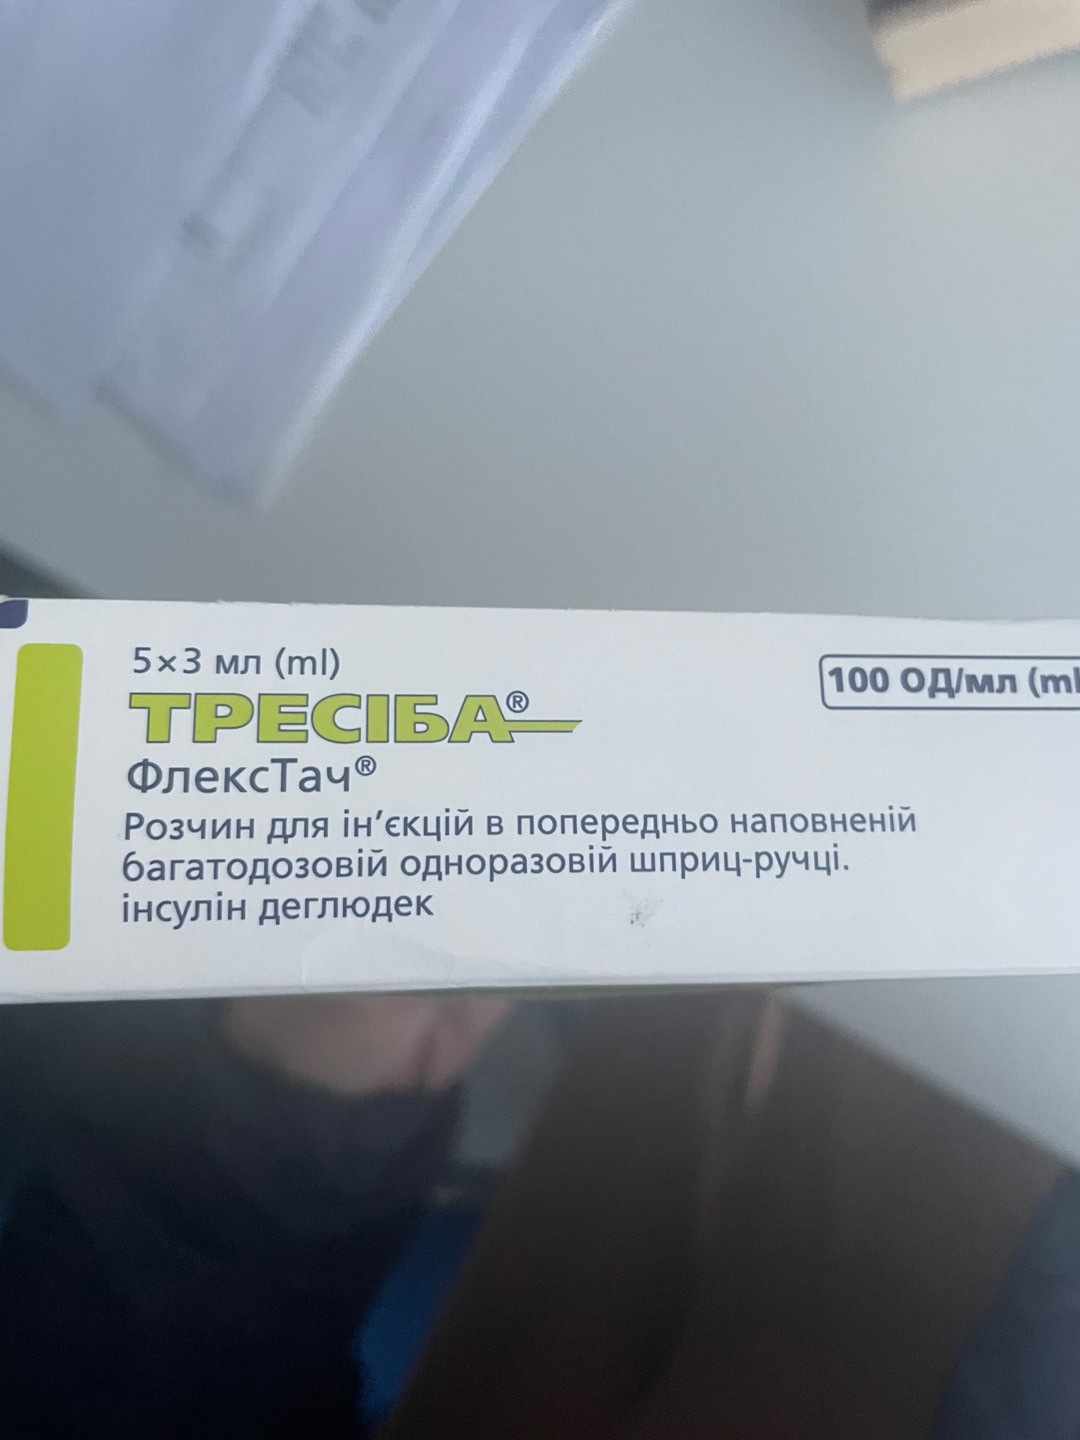 5×3 мл (ml)
100 ОД/мл (ml
ТРЕСІБА®
ФлексТач®
Розчин для ін’єкцій в попередньо наповненій
багатодозовій одноразовій шприц-ручці.
інсулін деглюдек